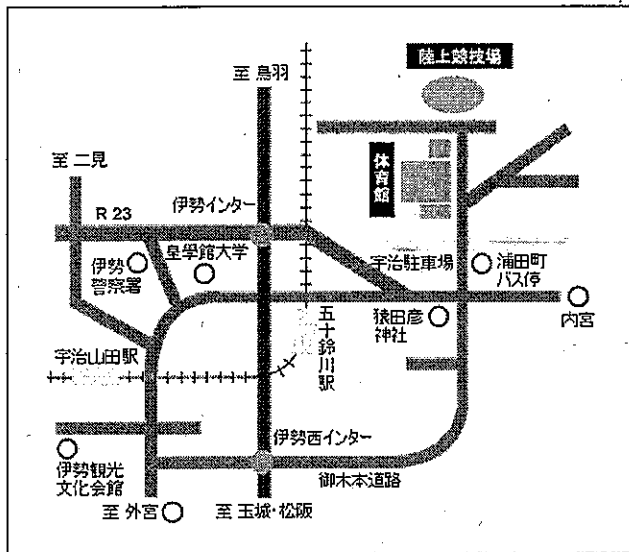 陸上競技場
至 鳥羽
至 二見
体育館
R 23
伊勢インター
皇學館大学
伊勢
警察署
宇治駐車場
浦田町
バス停
内宮
猿田彦
神社
五十鈴川駅
宇治山田駅
伊勢西インター
伊勢観光
文化会館
御木本道路
至 外宮
至 玉城・松阪